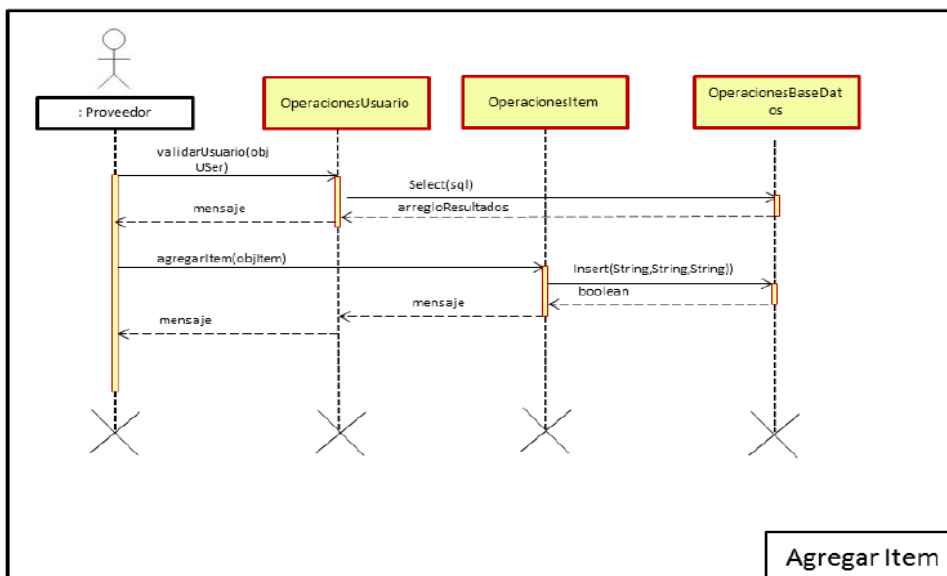 : Proveedor
OperacionesUsuario
OperacionesItem
OperacionesBaseDat
os
validarUsuario(obj
USer)
Select(sql)
arregloResultados
mensaje
agregarItem(objItem)
Insert(String,String,String))
boolean
mensaje
mensaje
Agregar Item